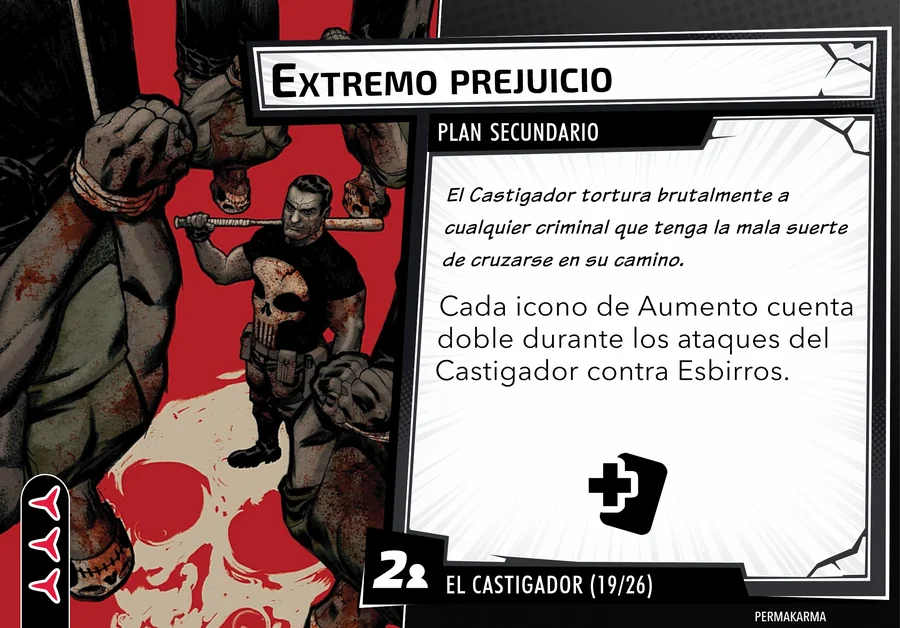 EXTREMO PREJUICIO
PLAN SECUNDARIO
El Castigador tortura brutalmente a
cualquier criminal que tenga la mala suerte
de cruzarse en su camino.
Cada icono de Aumento cuenta
doble durante los ataques del
Castigador contra Esbirros.
2
EL CASTIGADOR (19/26)
PERMAKARMA